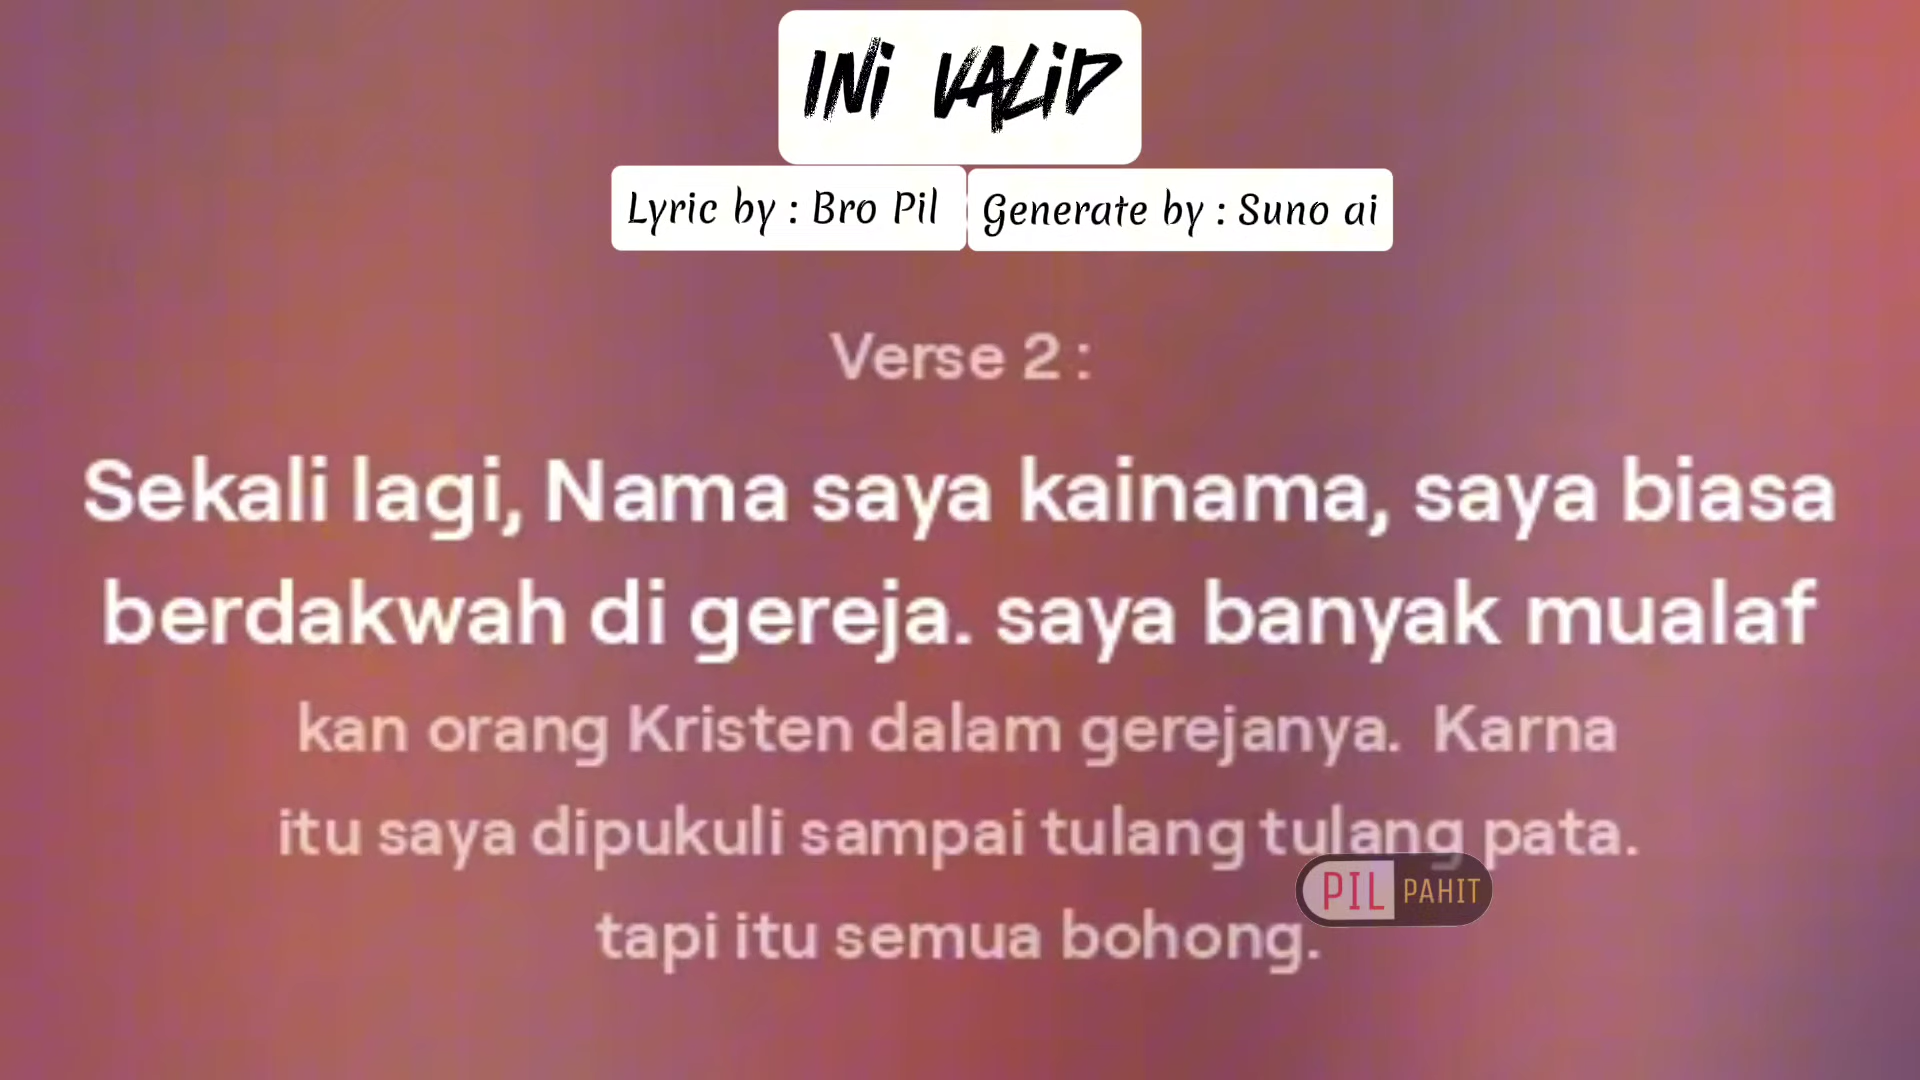 INi VALiD
Lyric by : Bro Pil
Generate by : Suno ai
Verse 2 :
Sekali lagi, Nama saya kainama, saya biasa
berdakwah di gereja. saya banyak mualaf
kan orang Kristen dalam gerejanya. Karna
itu saya dipukuli sampai tulang tulang pata.
PIL PAHIT
tapi itu semua bohong.